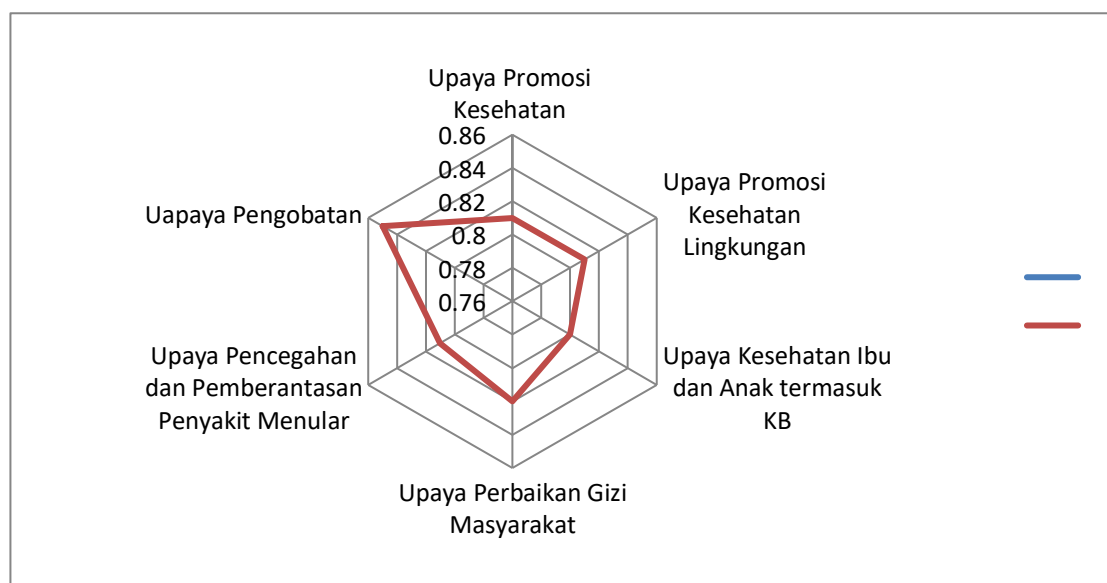 Upaya Promosi
Kesehatan
0.86
0.84
0.82
0.8
0.78
0.76
Upaya Promosi
Kesehatan
Lingkungan
Upaya Kesehatan Ibu
dan Anak termasuk
KB
Upaya Perbaikan Gizi
Masyarakat
Upaya Pencegahan
dan Pemberantasan
Penyakit Menular
Uapaya Pengobatan